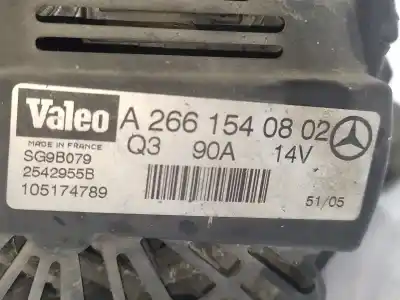 Valeo A 266 154 08 02
MADE IN FRANCE Q3 90A 14V
SG9B079
2542955B
105174789 51/05